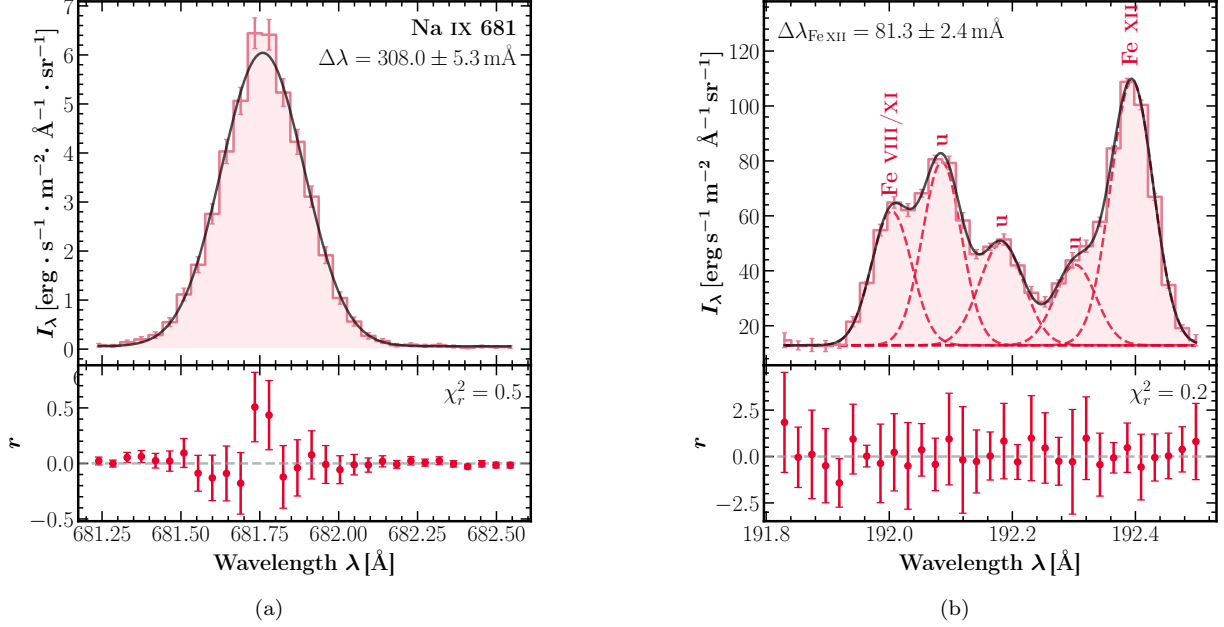 Na IX 681
Δλ = 308.0 ± 5.3 mÅ
I_λ [erg · s⁻¹ · m⁻² · Å⁻¹ · sr⁻¹]
7
6
5
4
3
2
1
0
χ²_r = 0.5
r
0.5
0.0
−0.5
681.25 681.50 681.75 682.00 682.25 682.50
Wavelength λ [Å]
(a)
Δλ_Fe XII = 81.3 ± 2.4 mÅ
Fe VIII/XI
u
u
u
Fe XII
I_λ [erg s⁻¹ m⁻² Å⁻¹ sr⁻¹]
120
100
80
60
40
20
χ²_r = 0.2
r
2.5
0.0
−2.5
191.8 192.0 192.2 192.4
Wavelength λ [Å]
(b)